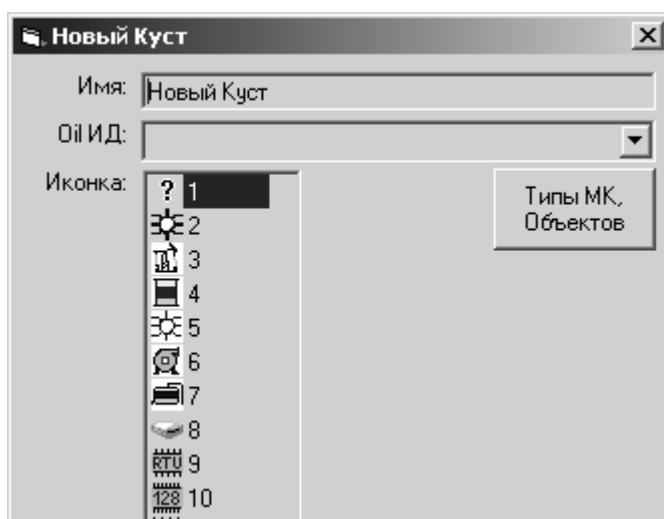 Новый Куст
Имя: Новый Куст
Oil ИД:
Иконка:
? 1
2
3
4
5
6
7
8
RTU 9
128 10
Типы МК,
Объектов